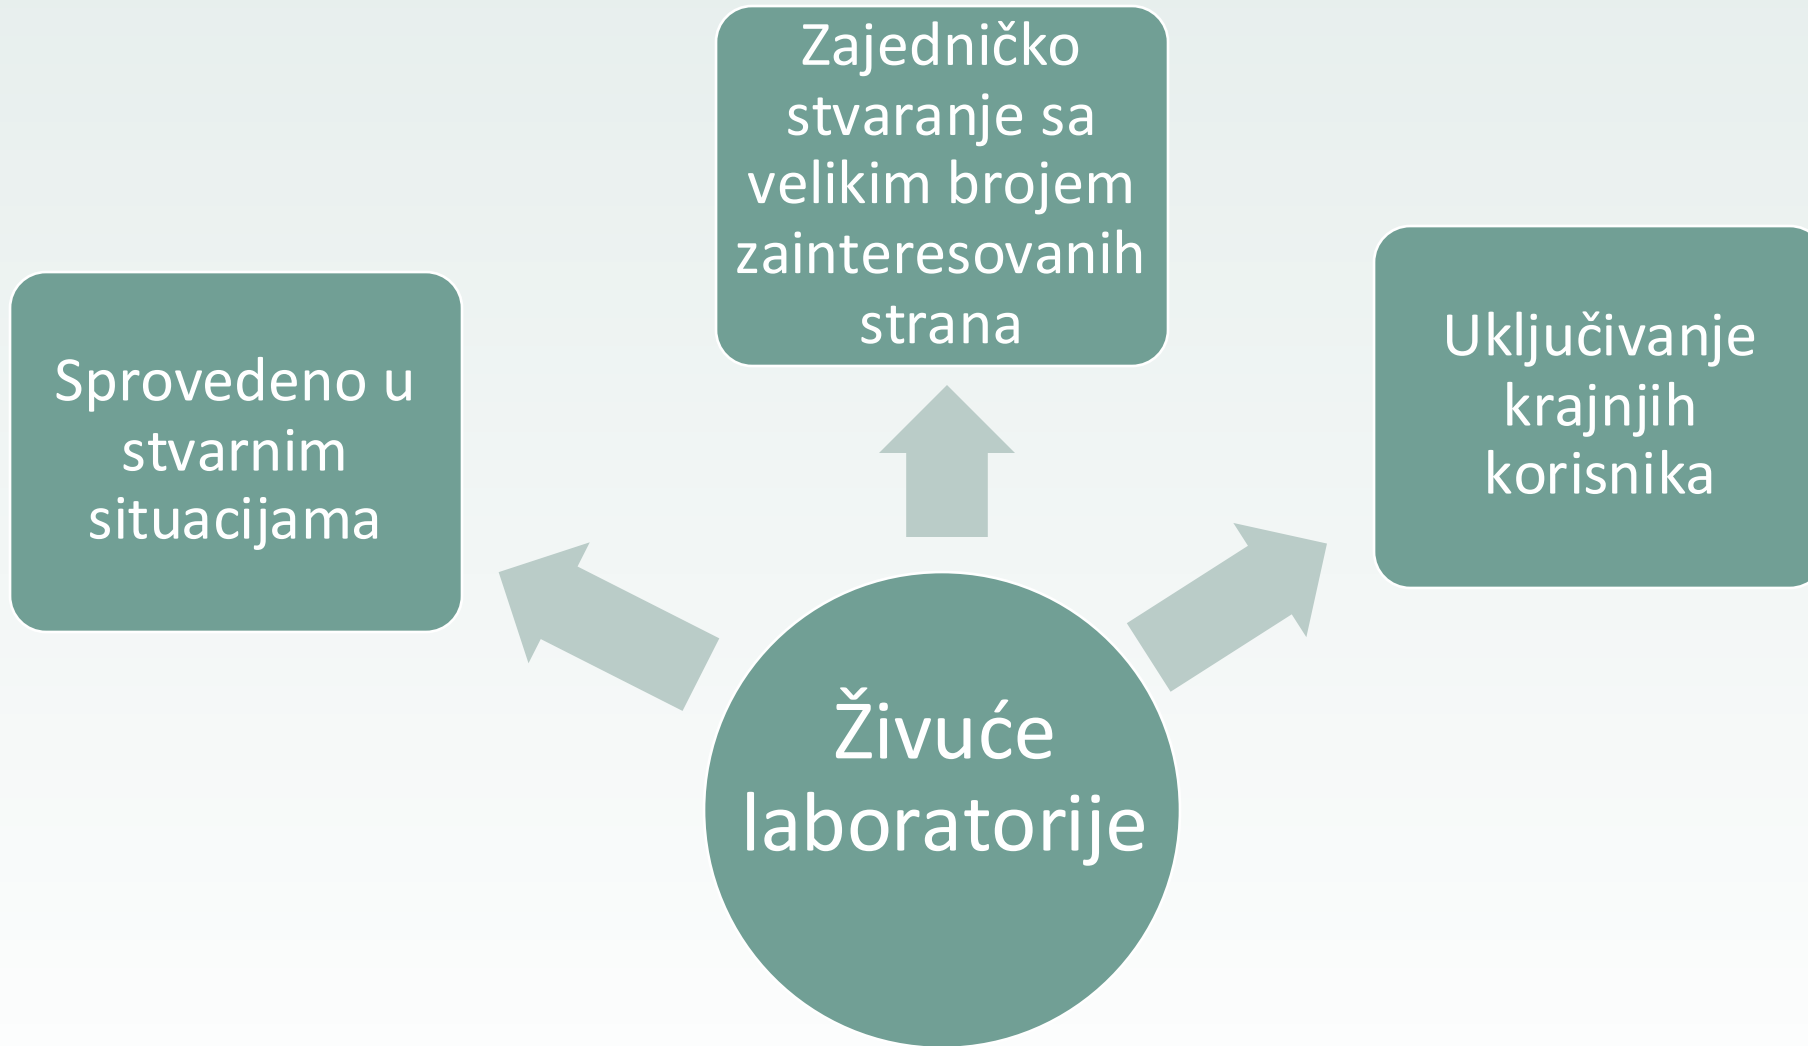 Zajedničko
stvaranje sa
velikim brojem
zainteresovanih
strana
Sprovedeno u
stvarnim
situacijama
Uključivanje
krajnjih
korisnika
Živuće
laboratorije